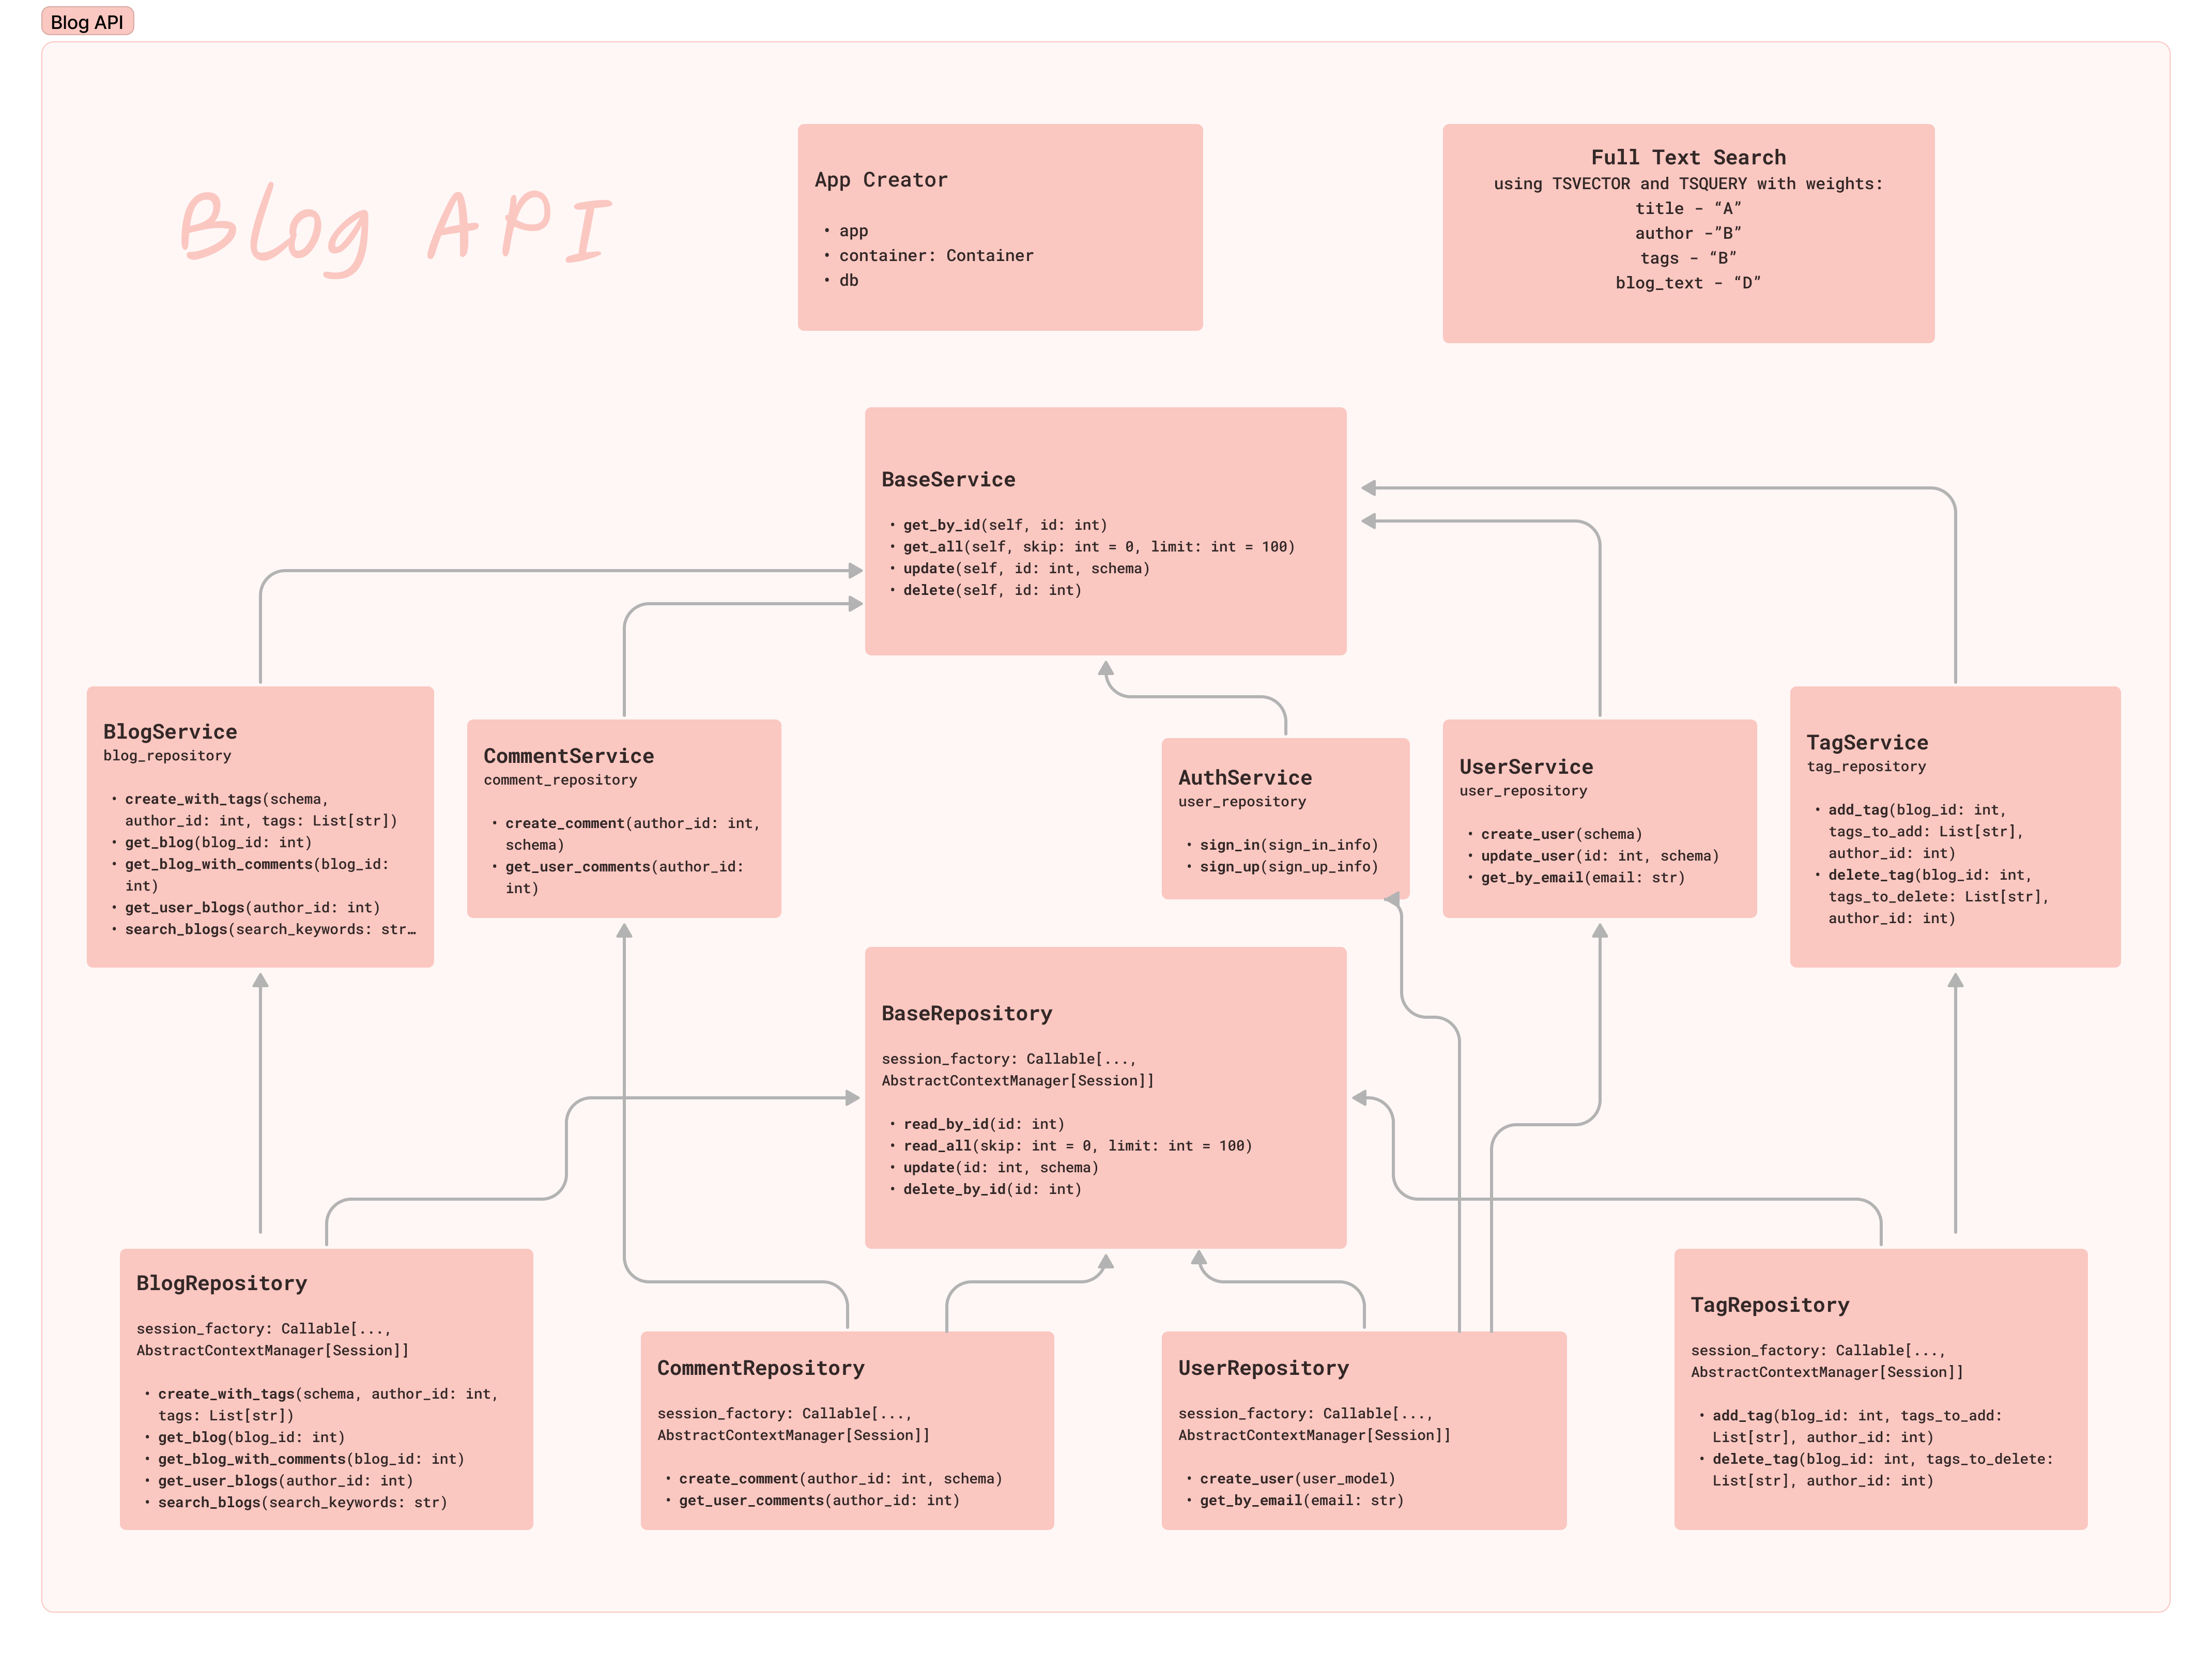 Blog API
Blog API
App Creator
• app
• container: Container
• db
Full Text Search
using TSVECTOR and TSQUERY with weights:
title - “A”
author -”B”
tags - “B”
blog_text - “D”
BaseService
• get_by_id(self, id: int)
• get_all(self, skip: int = 0, limit: int = 100)
• update(self, id: int, schema)
• delete(self, id: int)
BlogService
blog_repository
• create_with_tags(schema,
author_id: int, tags: List[str])
• get_blog(blog_id: int)
• get_blog_with_comments(blog_id:
int)
• get_user_blogs(author_id: int)
• search_blogs(search_keywords: str…
CommentService
comment_repository
• create_comment(author_id: int,
schema)
• get_user_comments(author_id:
int)
AuthService
user_repository
• sign_in(sign_in_info)
• sign_up(sign_up_info)
UserService
user_repository
• create_user(schema)
• update_user(id: int, schema)
• get_by_email(email: str)
TagService
tag_repository
• add_tag(blog_id: int,
tags_to_add: List[str],
author_id: int)
• delete_tag(blog_id: int,
tags_to_delete: List[str],
author_id: int)
BaseRepository
session_factory: Callable[...,
AbstractContextManager[Session]]
• read_by_id(id: int)
• read_all(skip: int = 0, limit: int = 100)
• update(id: int, schema)
• delete_by_id(id: int)
BlogRepository
session_factory: Callable[...,
AbstractContextManager[Session]]
• create_with_tags(schema, author_id: int,
tags: List[str])
• get_blog(blog_id: int)
• get_blog_with_comments(blog_id: int)
• get_user_blogs(author_id: int)
• search_blogs(search_keywords: str)
CommentRepository
session_factory: Callable[...,
AbstractContextManager[Session]]
• create_comment(author_id: int, schema)
• get_user_comments(author_id: int)
UserRepository
session_factory: Callable[...,
AbstractContextManager[Session]]
• create_user(user_model)
• get_by_email(email: str)
TagRepository
session_factory: Callable[...,
AbstractContextManager[Session]]
• add_tag(blog_id: int, tags_to_add:
List[str], author_id: int)
• delete_tag(blog_id: int, tags_to_delete:
List[str], author_id: int)